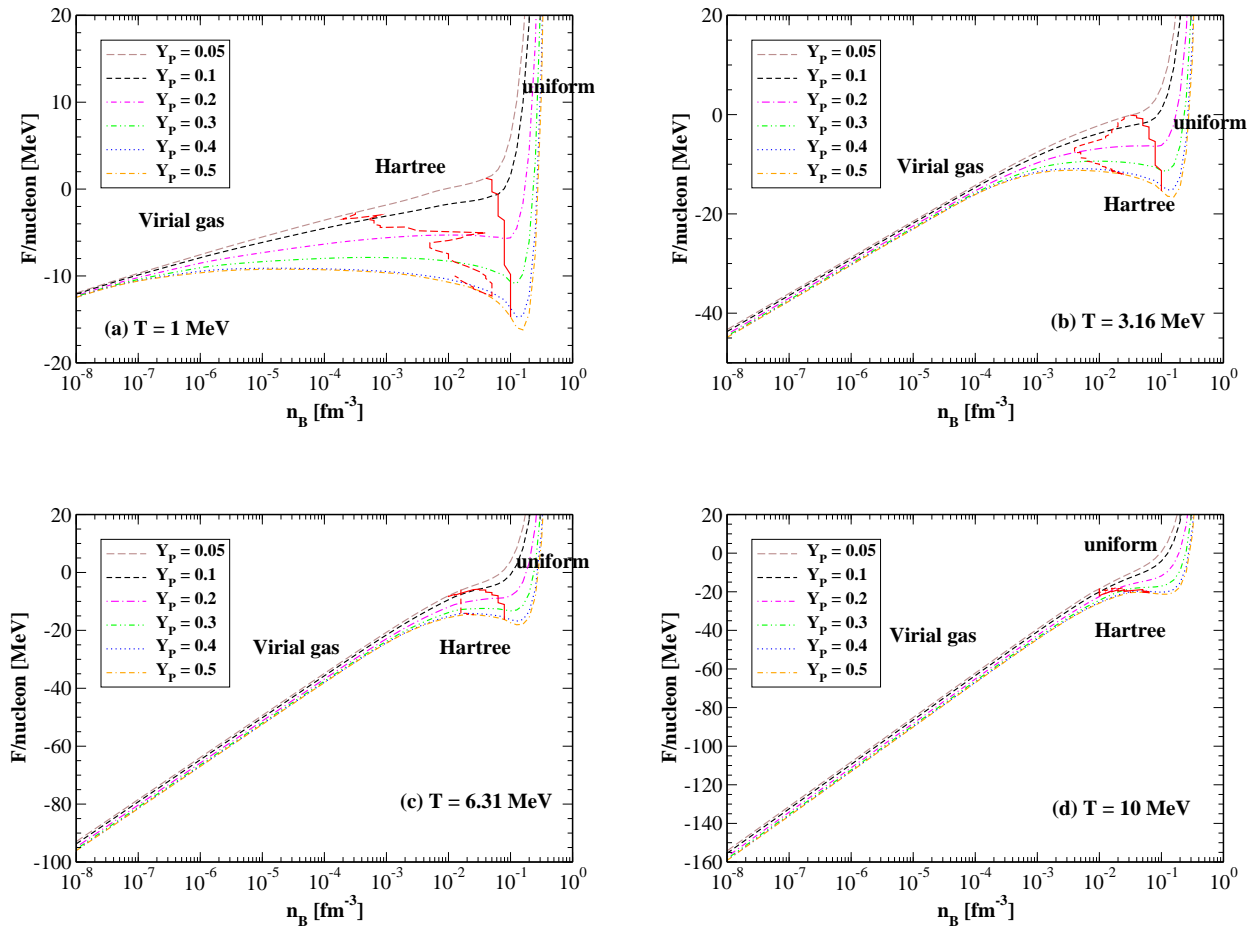 20
10
0
-10
-20
F/nucleon [MeV]
Y_P = 0.05
Y_P = 0.1
Y_P = 0.2
Y_P = 0.3
Y_P = 0.4
Y_P = 0.5
uniform
Hartree
Virial gas
(a) T = 1 MeV
10^-8 10^-7 10^-6 10^-5 10^-4 10^-3 10^-2 10^-1 10^0
n_B [fm^-3]
20
0
-20
-40
F/nucleon [MeV]
Y_P = 0.05
Y_P = 0.1
Y_P = 0.2
Y_P = 0.3
Y_P = 0.4
Y_P = 0.5
uniform
Virial gas
Hartree
(b) T = 3.16 MeV
10^-8 10^-7 10^-6 10^-5 10^-4 10^-3 10^-2 10^-1 10^0
n_B [fm^-3]
20
0
-20
-40
-60
-80
-100
F/nucleon [MeV]
Y_P = 0.05
Y_P = 0.1
Y_P = 0.2
Y_P = 0.3
Y_P = 0.4
Y_P = 0.5
uniform
Virial gas
Hartree
(c) T = 6.31 MeV
10^-8 10^-7 10^-6 10^-5 10^-4 10^-3 10^-2 10^-1 10^0
n_B [fm^-3]
20
0
-20
-40
-60
-80
-100
-120
-140
-160
F/nucleon [MeV]
Y_P = 0.05
Y_P = 0.1
Y_P = 0.2
Y_P = 0.3
Y_P = 0.4
Y_P = 0.5
uniform
Virial gas
Hartree
(d) T = 10 MeV
10^-8 10^-7 10^-6 10^-5 10^-4 10^-3 10^-2 10^-1 10^0
n_B [fm^-3]